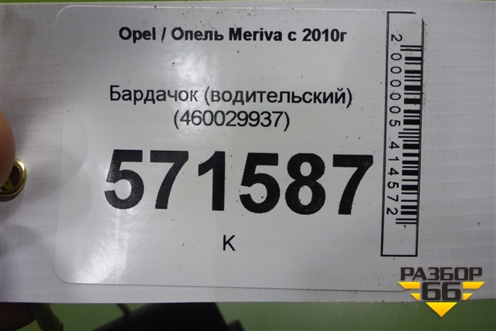 Opel / Опель Meriva с 2010г
Бардачок (водительский)
(460029937)
571587
К
2000005414572
РАЗБОР
66